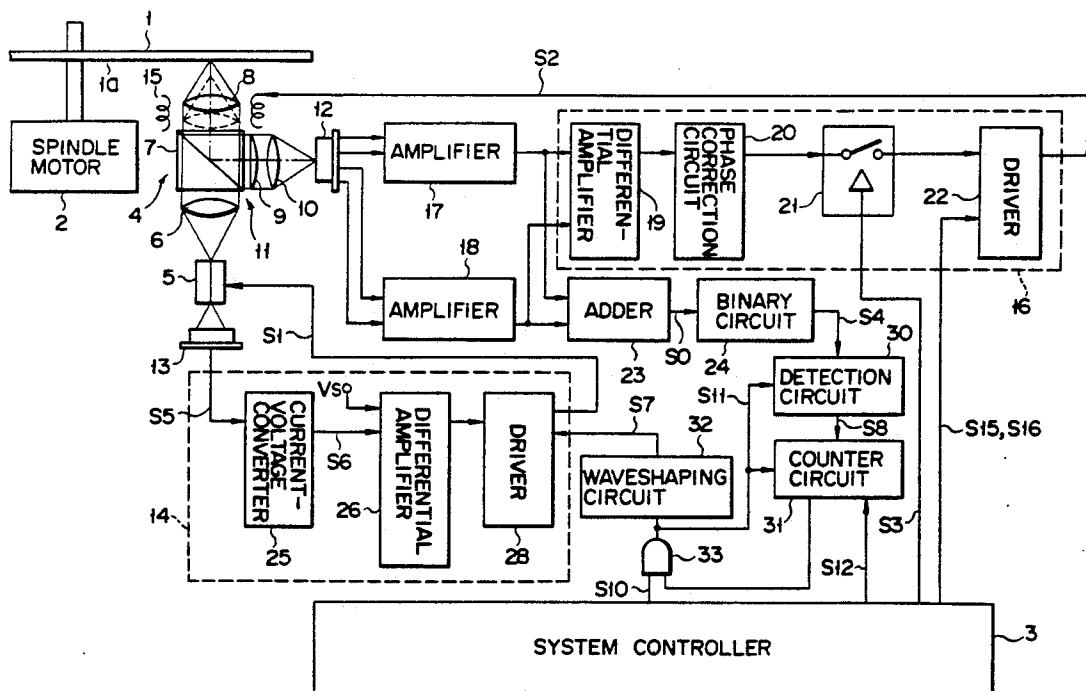 1
S2
1a
15
8
12
SPINDLE
MOTOR
7
AMPLIFIER
DIFFEREN-
TIAL
AMPLIFIER
PHASE
CORRECTION
CIRCUIT
20
DRIVER
2
4
6
9
10
17
19
21
22
11
18
5
AMPLIFIER
ADDER
BINARY
CIRCUIT
S4
16
S1
13
23
S0
24
30
S11
DETECTION
CIRCUIT
S5
Vso
CURRENT-
VOLTAGE
CONVERTER
S6
DIFFERENTIAL
AMPLIFIER
DRIVER
S7
32
S8
S15, S16
WAVESHAPING
CIRCUIT
COUNTER
CIRCUIT
14
26
31
S3
25
28
33
S10
S12
SYSTEM CONTROLLER
3